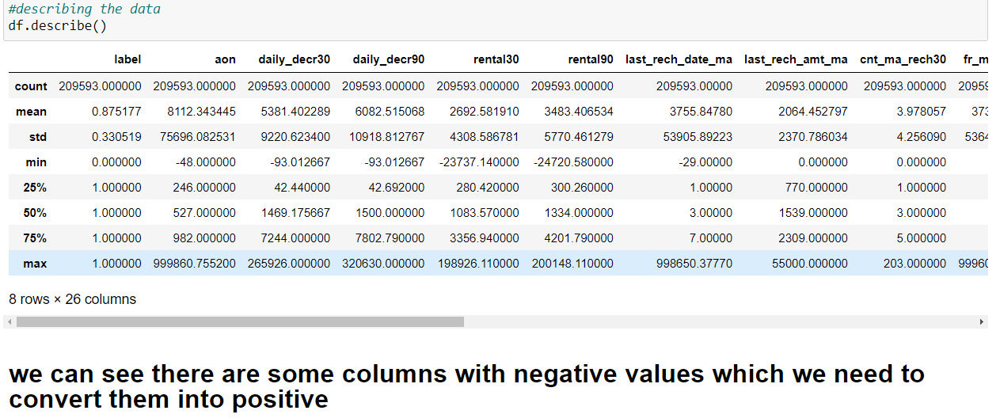 #describing the data
df.describe()
label aon daily_decr30 daily_decr90 rental30 rental90 last_rech_date_ma last_rech_amt_ma cnt_ma_rech30 fr_m
count 209593.000000 209593.000000 209593.000000 209593.000000 209593.000000 209593.000000 209593.00000 209593.000000 209593.000000 20959
mean 0.875177 8112.343445 5381.402289 6082.515068 2692.581910 3483.406534 3755.84780 2064.452797 3.978057 373
std 0.330519 75696.082531 9220.623400 10918.812767 4308.586781 5770.461279 53905.89223 2370.786034 4.256090 5364
min 0.000000 -48.000000 -93.012667 -93.012667 -23737.140000 -24720.580000 -29.00000 0.000000 0.000000
25% 1.000000 246.000000 42.440000 42.692000 280.420000 300.260000 1.00000 770.000000 1.000000
50% 1.000000 527.000000 1469.175667 1500.000000 1083.570000 1334.000000 3.00000 1539.000000 3.000000
75% 1.000000 982.000000 7244.000000 7802.790000 3356.940000 4201.790000 7.00000 2309.000000 5.000000
max 1.000000 999860.755200 265926.000000 320630.000000 198926.110000 200148.110000 998650.37770 55000.000000 203.000000 99960
8 rows × 26 columns
we can see there are some columns with negative values which we need to
convert them into positive